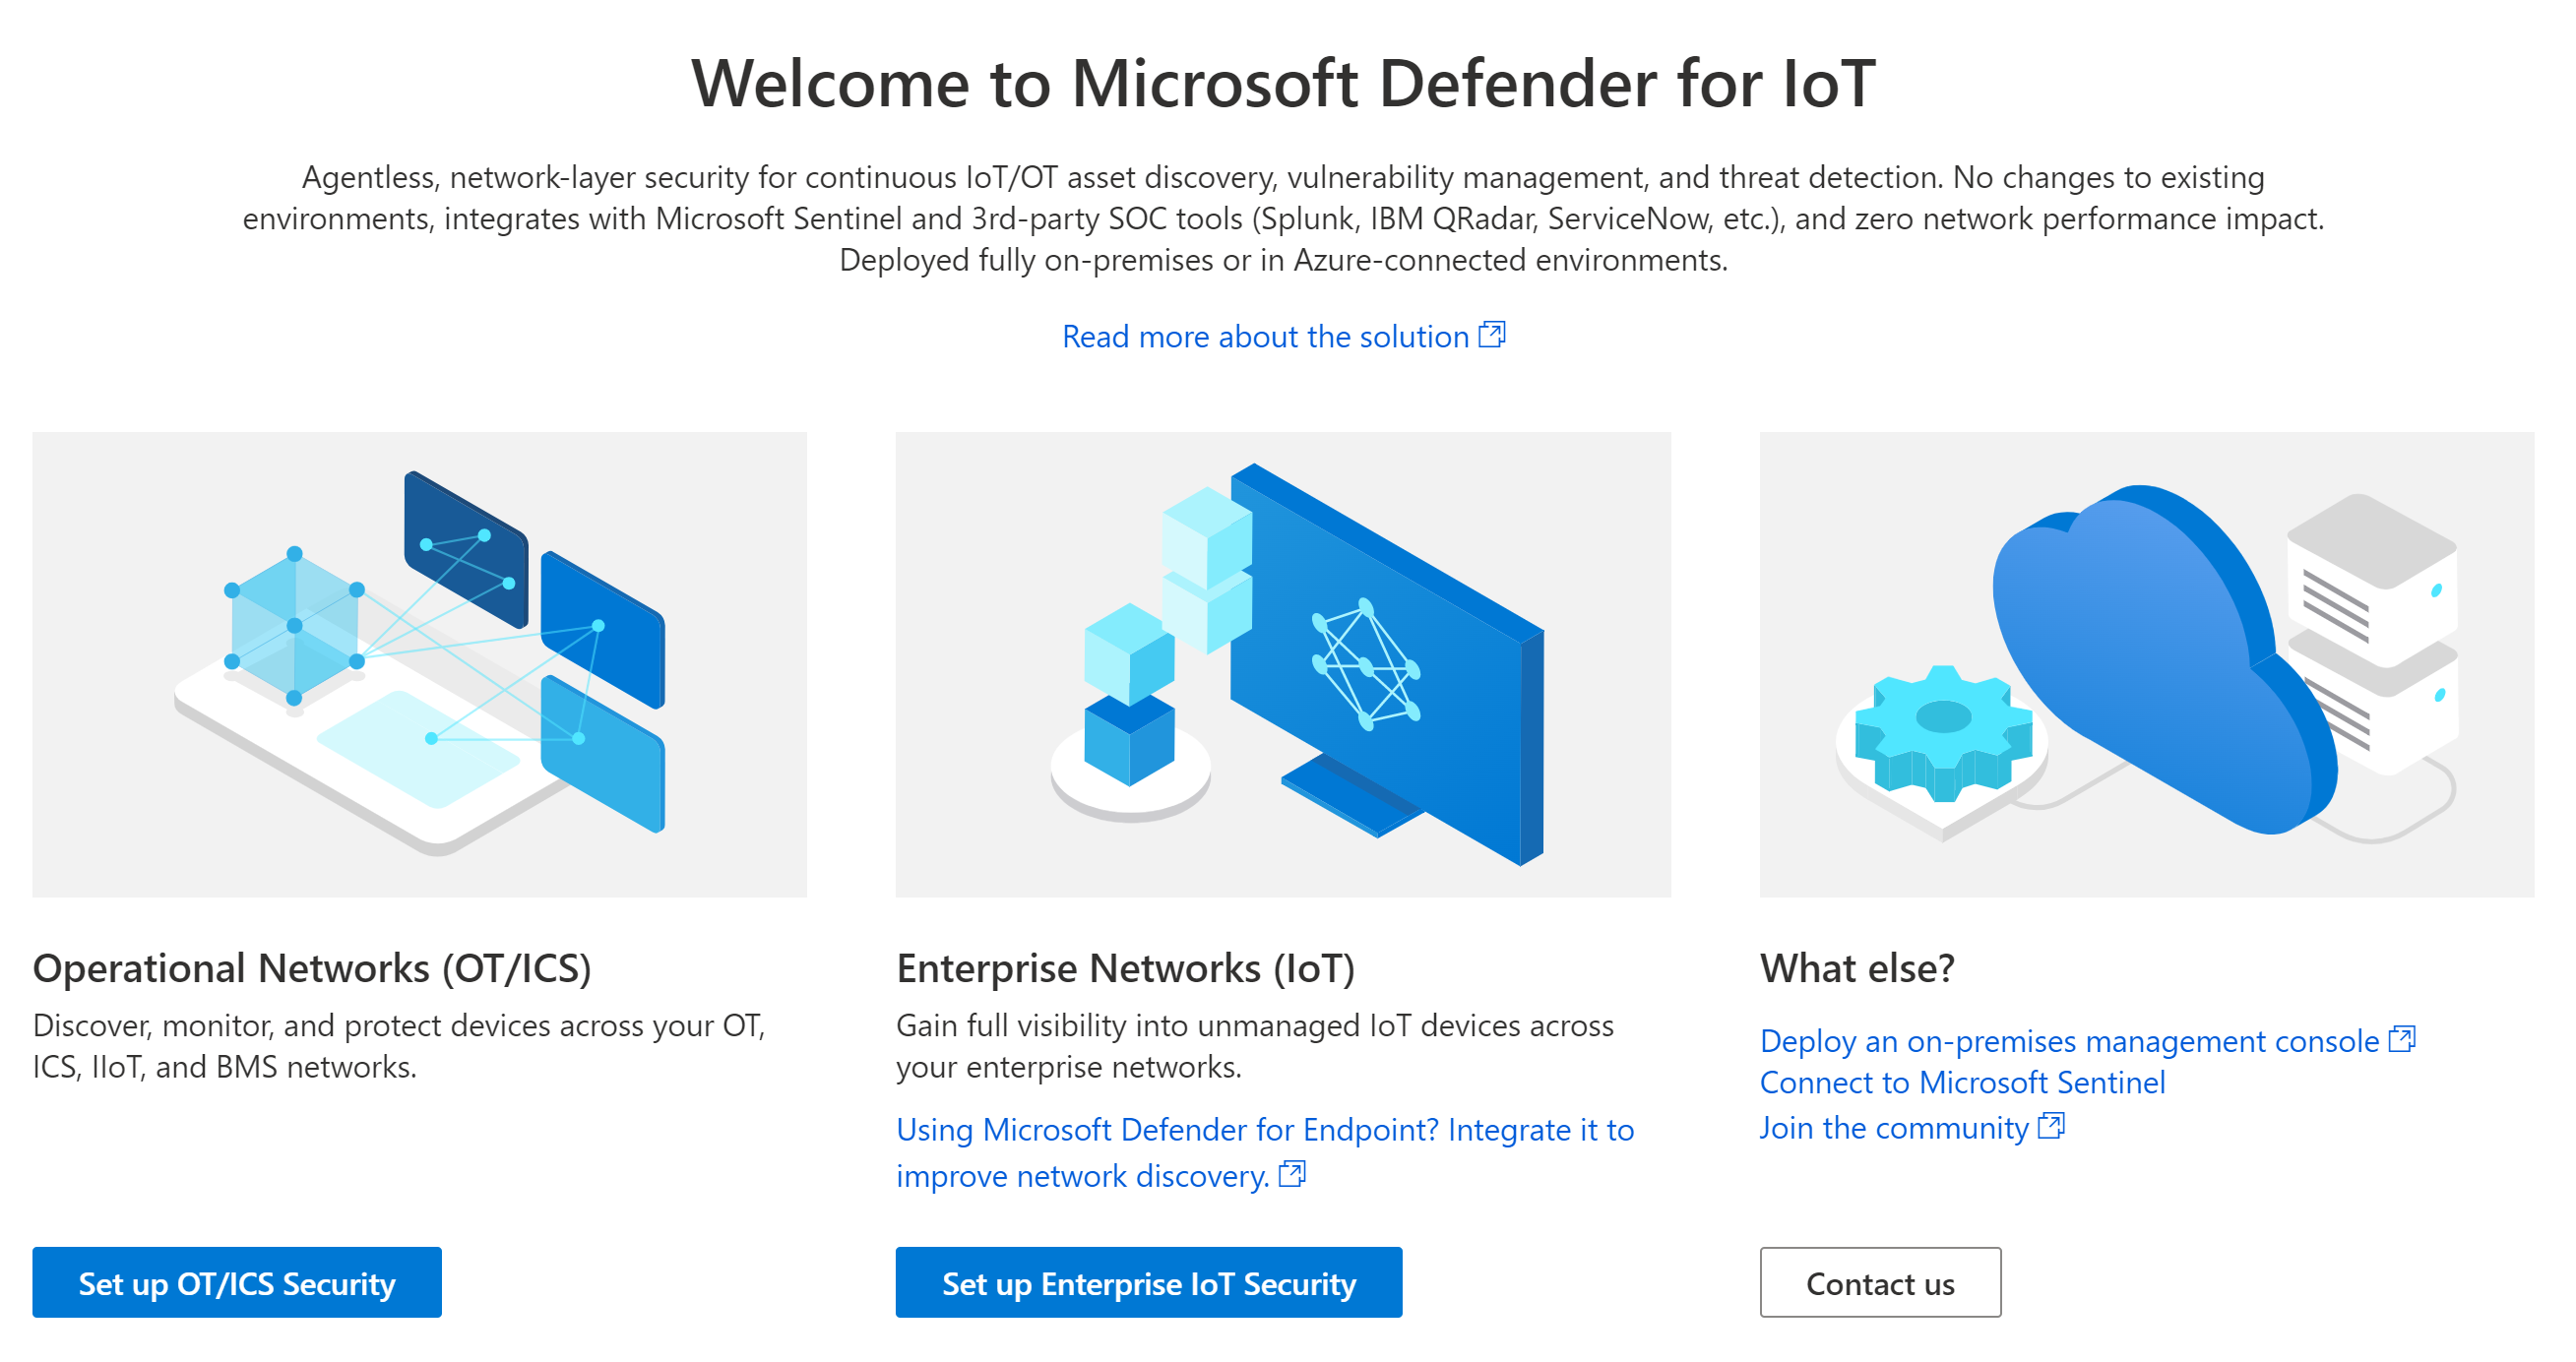 Welcome to Microsoft Defender for IoT
Agentless, network-layer security for continuous IoT/OT asset discovery, vulnerability management, and threat detection. No changes to existing
environments, integrates with Microsoft Sentinel and 3rd-party SOC tools (Splunk, IBM QRadar, ServiceNow, etc.), and zero network performance impact.
Deployed fully on-premises or in Azure-connected environments.
Read more about the solution
Operational Networks (OT/ICS)
Discover, monitor, and protect devices across your OT,
ICS, IIoT, and BMS networks.
Set up OT/ICS Security
Enterprise Networks (IoT)
Gain full visibility into unmanaged IoT devices across
your enterprise networks.
Using Microsoft Defender for Endpoint? Integrate it to
improve network discovery.
Set up Enterprise IoT Security
What else?
Deploy an on-premises management console
Connect to Microsoft Sentinel
Join the community
Contact us